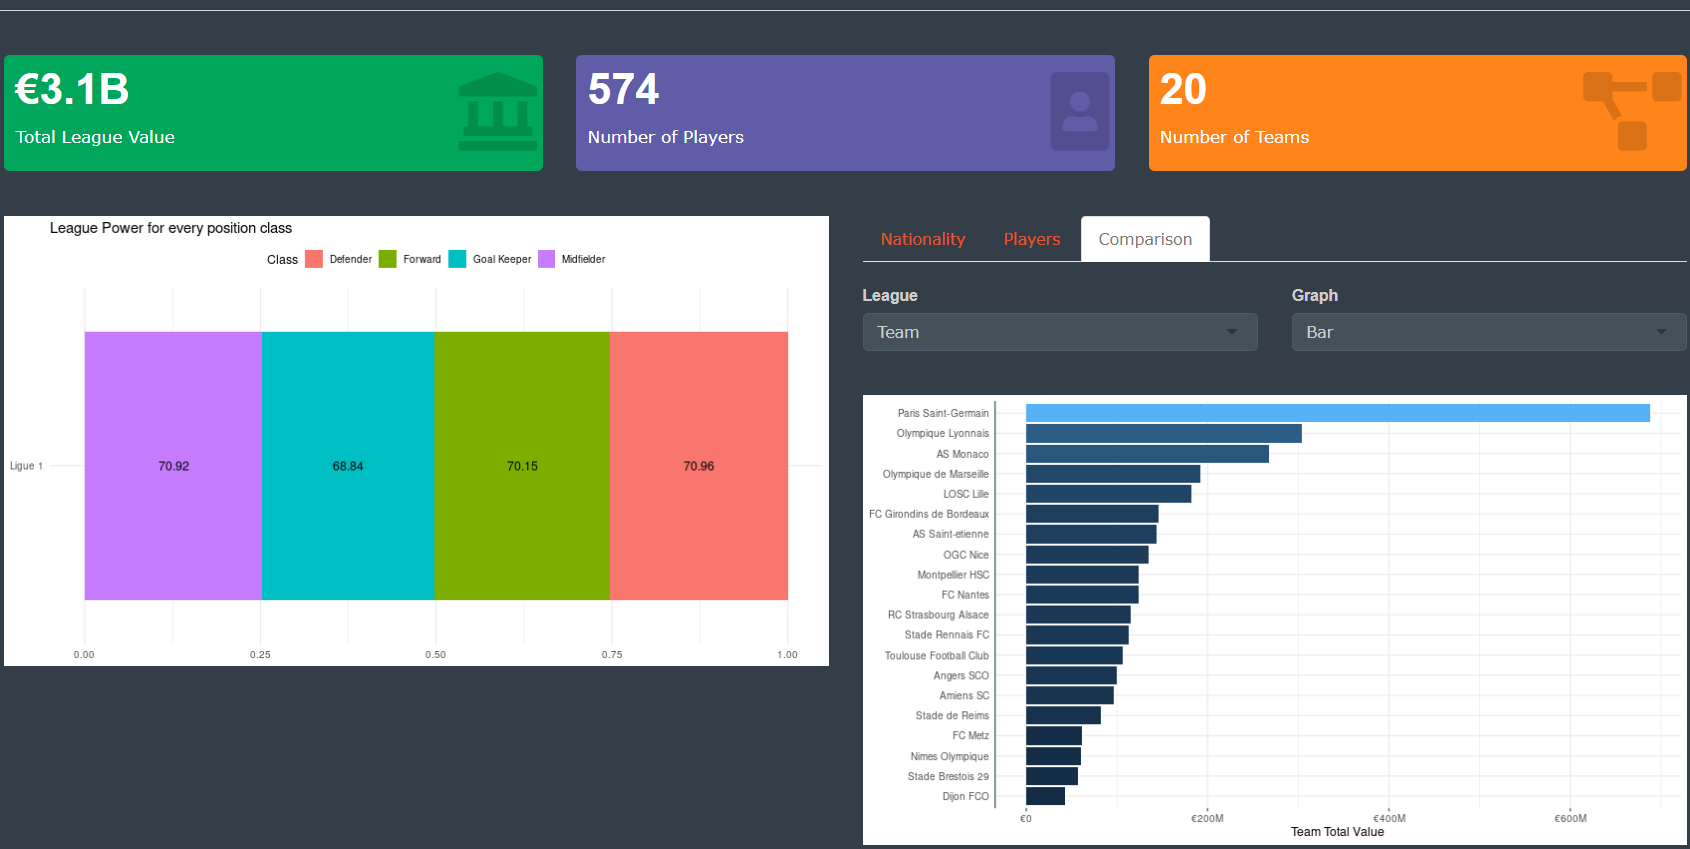 €3.1B
Total League Value
574
Number of Players
20
Number of Teams
League Power for every position class
Class Defender Forward Goal Keeper Midfielder
Ligue 1
70.92 68.84 70.15 70.96
0.00 0.25 0.50 0.75 1.00
Nationality Players Comparison
League Graph
Team Bar
Paris Saint-Germain
Olympique Lyonnais
AS Monaco
Olympique de Marseille
LOSC Lille
FC Girondins de Bordeaux
AS Saint-etienne
OGC Nice
Montpellier HSC
FC Nantes
RC Strasbourg Alsace
Stade Rennais FC
Toulouse Football Club
Angers SCO
Amiens SC
Stade de Reims
FC Metz
Nimes Olympique
Stade Brestois 29
Dijon FCO
€0 €200M €400M €600M
Team Total Value